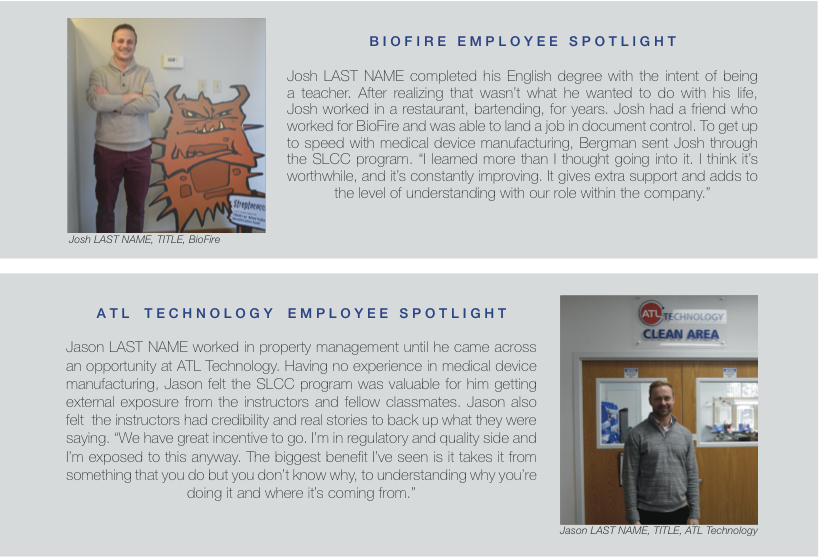 BIOFIRE EMPLOYEE SPOTLIGHT
Josh LAST NAME completed his English degree with the intent of being
a teacher. After realizing that wasn’t what he wanted to do with his life,
Josh worked in a restaurant, bartending, for years. Josh had a friend who
worked for BioFire and was able to land a job in document control. To get up
to speed with medical device manufacturing, Bergman sent Josh through
the SLCC program. “I learned more than I thought going into it. I think it’s
worthwhile, and it’s constantly improving. It gives extra support and adds to
the level of understanding with our role within the company.”
Streptococcus
Josh LAST NAME, TITLE, BioFire
ATL TECHNOLOGY EMPLOYEE SPOTLIGHT
Jason LAST NAME worked in property management until he came across
an opportunity at ATL Technology. Having no experience in medical device
manufacturing, Jason felt the SLCC program was valuable for him getting
external exposure from the instructors and fellow classmates. Jason also
felt the instructors had credibility and real stories to back up what they were
saying. “We have great incentive to go. I’m in regulatory and quality side and
I’m exposed to this anyway. The biggest benefit I’ve seen is it takes it from
something that you do but you don’t know why, to understanding why you’re
doing it and where it’s coming from.”
ATL TECHNOLOGY
CLEAN AREA
Jason LAST NAME, TITLE, ATL Technology